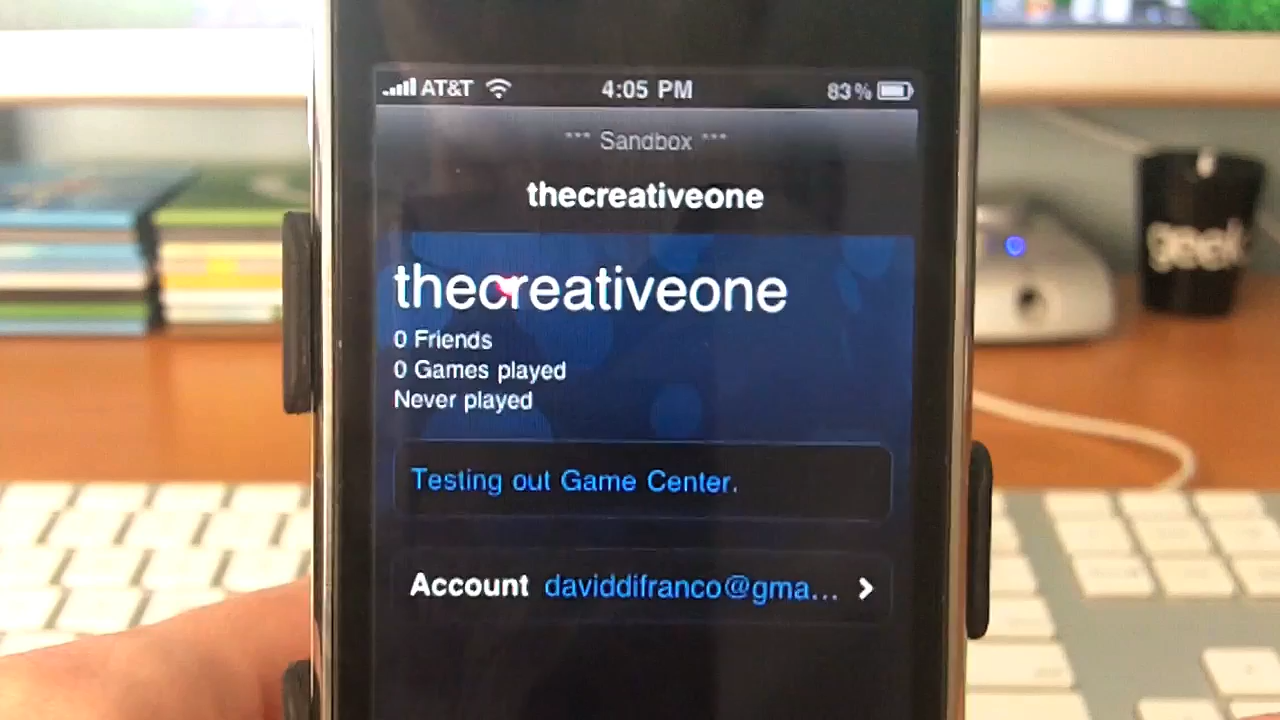 AT&T 4:05 PM 83%
*** Sandbox ***
thecreativeone
thecreativeone
0 Friends
0 Games played
Never played
Testing out Game Center.
Account daviddifranco@gma...
geek